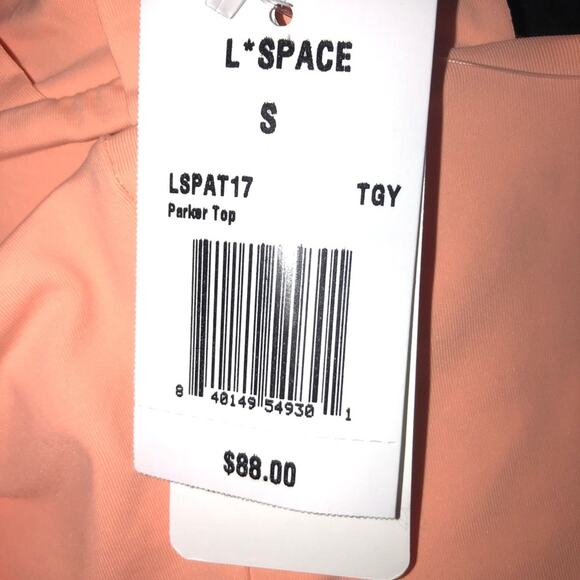 L*SPACE
S
LSPAT17 TGY
Parker Top
8 40149 54930 1
$88.00